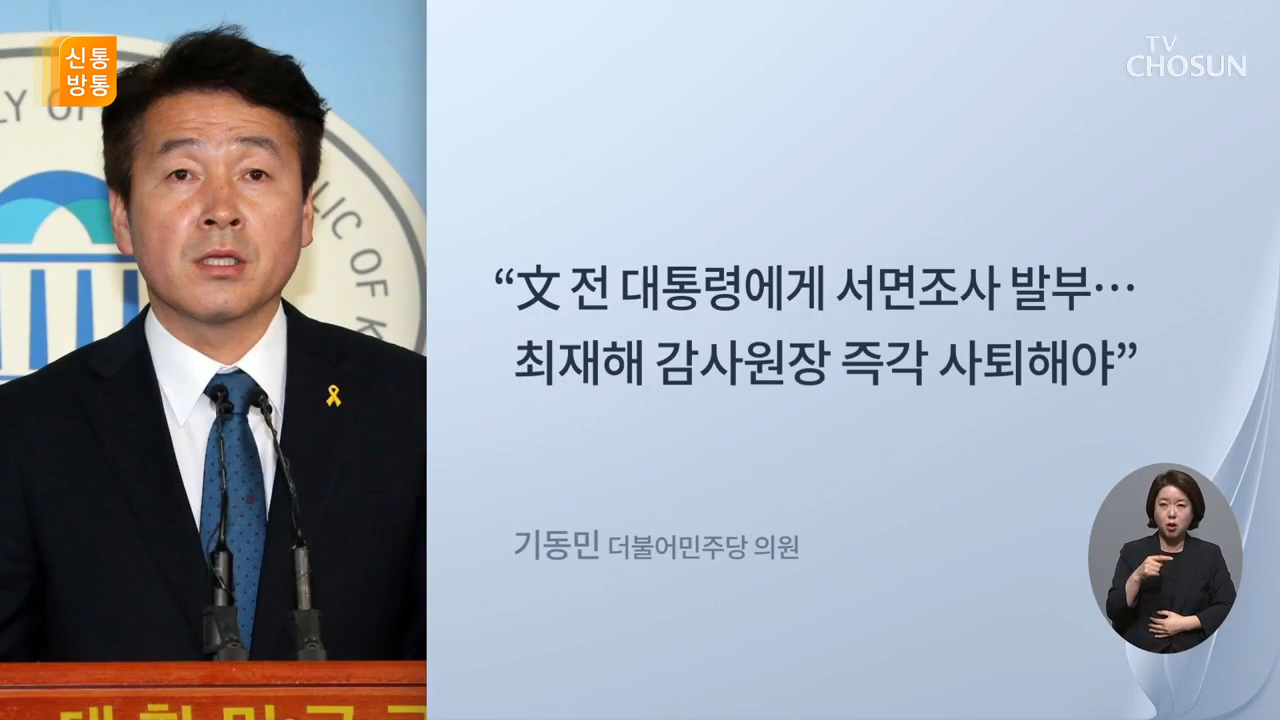 신통
방통
TV
CHOSUN
“文 전 대통령에게 서면조사 발부…
최재해 감사원장 즉각 사퇴해야”
기동민 더불어민주당 의원
LIC OF K